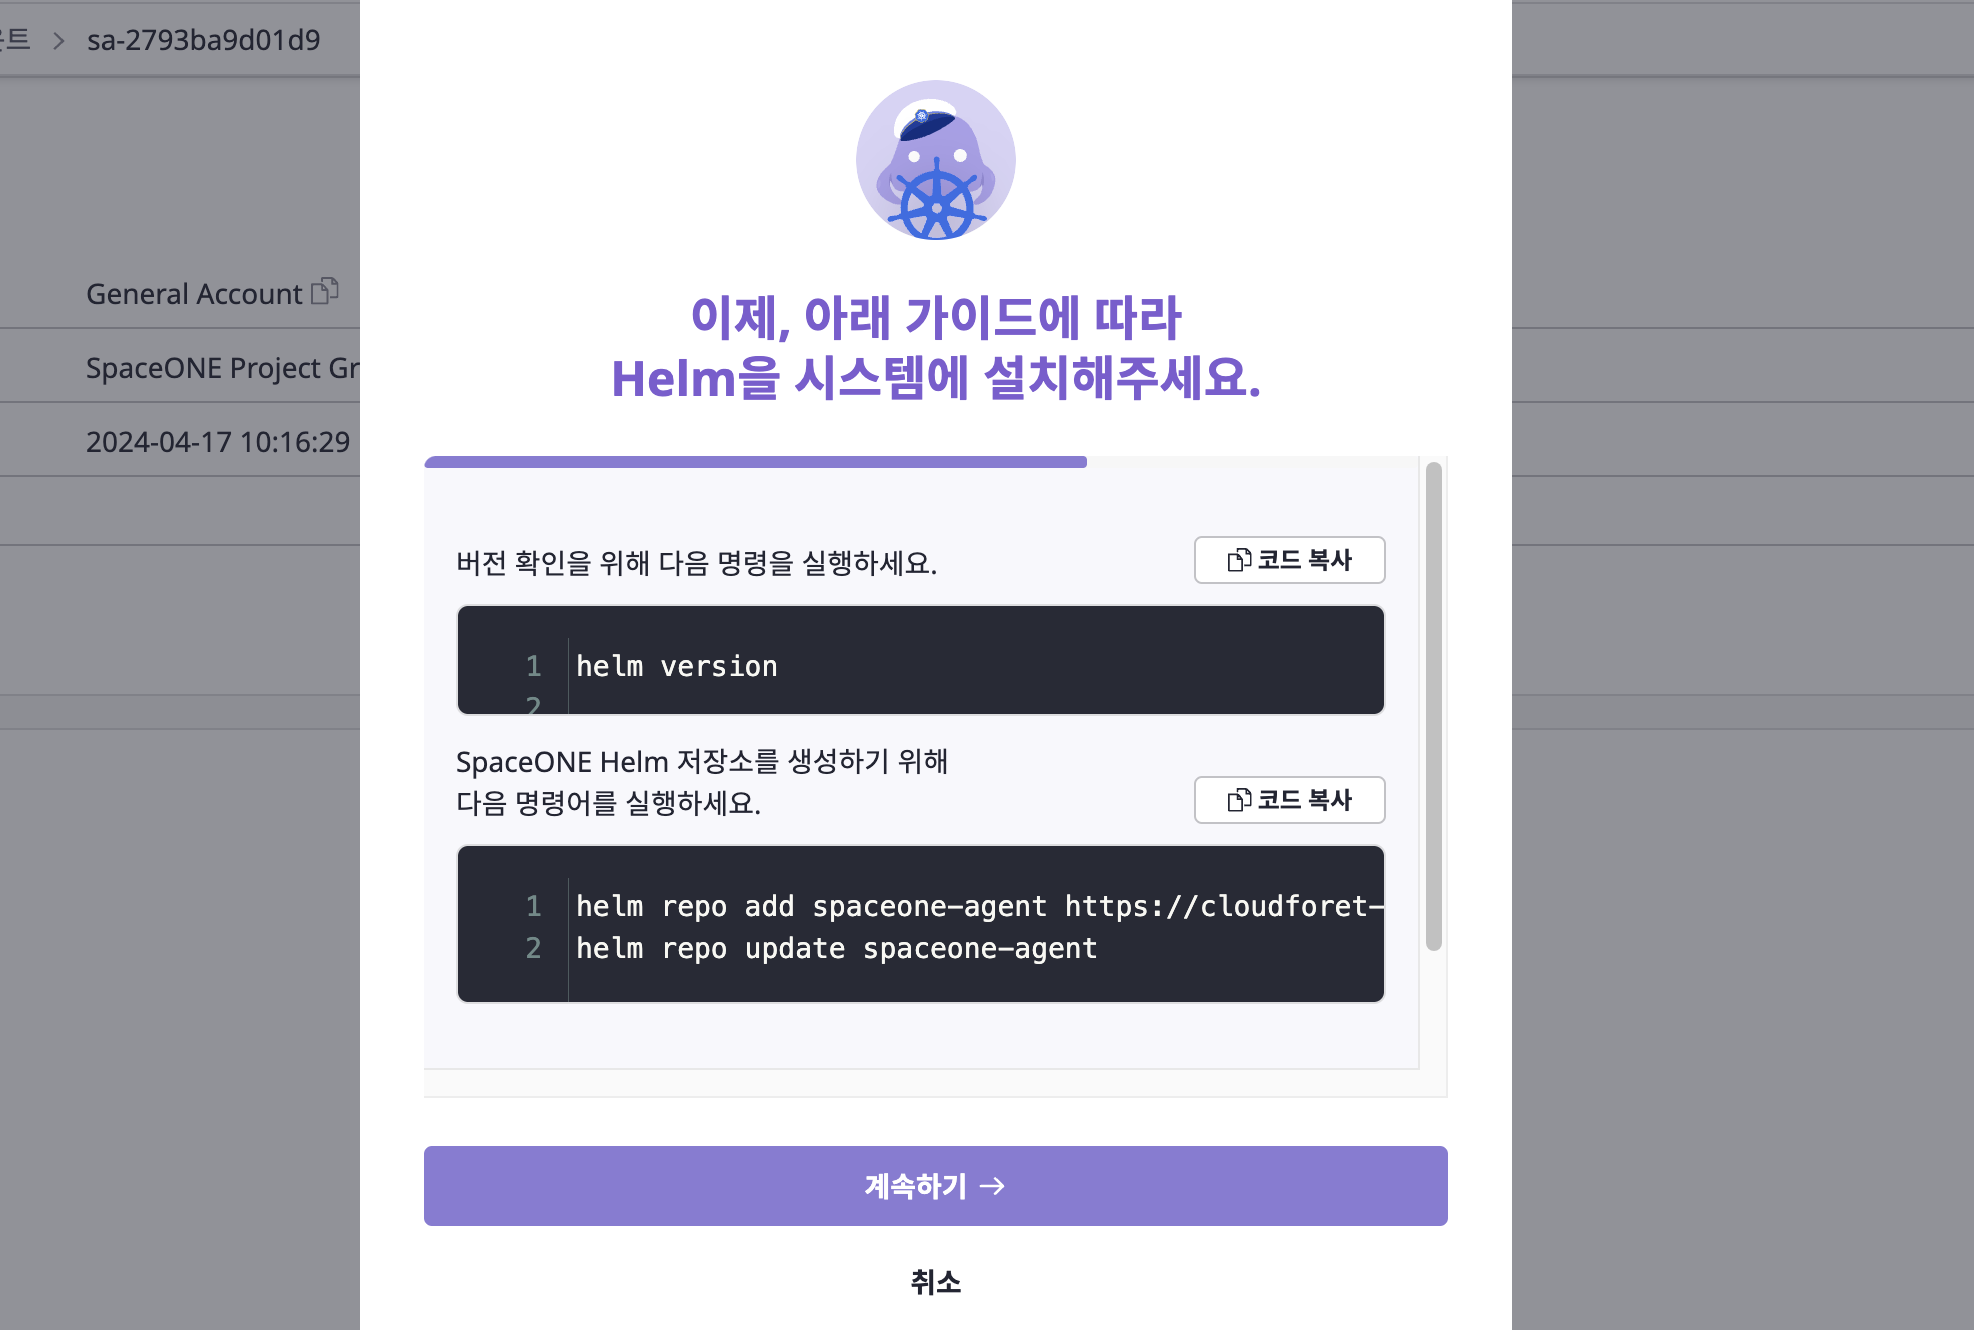 sa-2793ba9d01d9
General Account
SpaceONE Project Gr
2024-04-17 10:16:29
이제, 아래 가이드에 따라
Helm을 시스템에 설치해주세요.
버전 확인을 위해 다음 명령을 실행하세요.
코드 복사
1 helm version
2
SpaceONE Helm 저장소를 생성하기 위해
다음 명령어를 실행하세요.
코드 복사
1 helm repo add spaceone-agent https://cloudforet-
2 helm repo update spaceone-agent
계속하기
취소